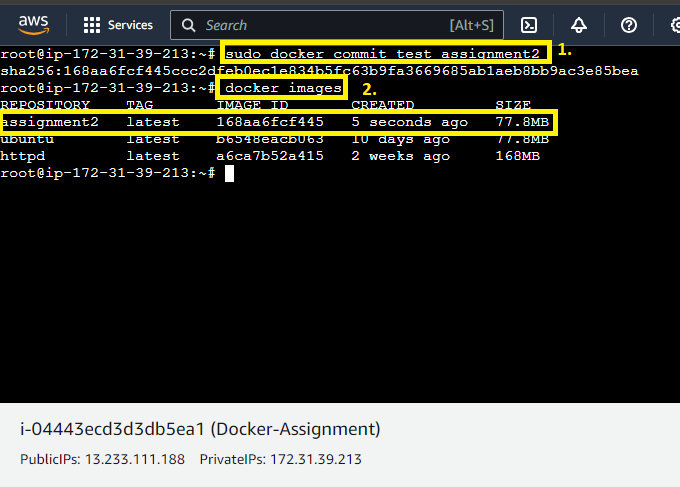 aws
Services
Search
[Alt+S]
root@ip-172-31-39-213:~# sudo docker commit test assignment2 1.
sha256:168aa6fcf445ccc2dfeb0ec1e834b5fc63b9fa3669685ab1aeb8bb9ac3e85bea
root@ip-172-31-39-213:~# docker images 2.
REPOSITORY TAG IMAGE ID CREATED SIZE
assignment2 latest 168aa6fcf445 5 seconds ago 77.8MB
ubuntu latest b6548eacb063 10 days ago 77.8MB
httpd latest a6ca7b52a415 2 weeks ago 168MB
root@ip-172-31-39-213:~#
i-04443ecd3d3db5ea1 (Docker-Assignment)
PublicIPs: 13.233.111.188 PrivateIPs: 172.31.39.213